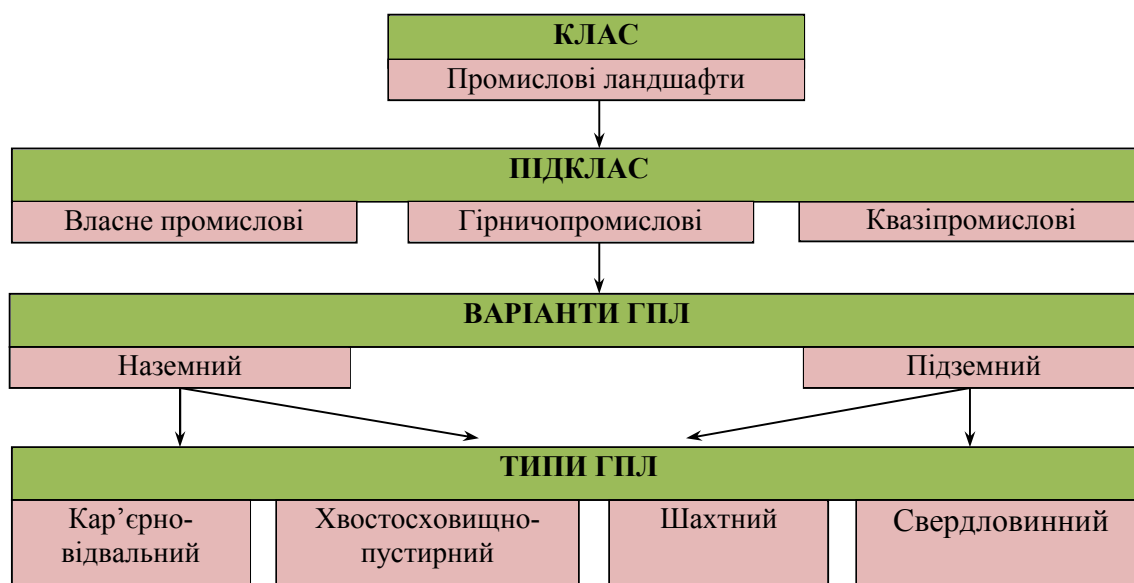 КЛАС
Промислові ландшафти
ПІДКЛАС
Власне промислові
Гірничопромислові
Квазіпромислові
ВАРІАНТИ ГПЛ
Наземний
Підземний
ТИПИ ГПЛ
Кар’єрно-
відвальний
Хвостосховищно-
пустирний
Шахтний
Свердловинний